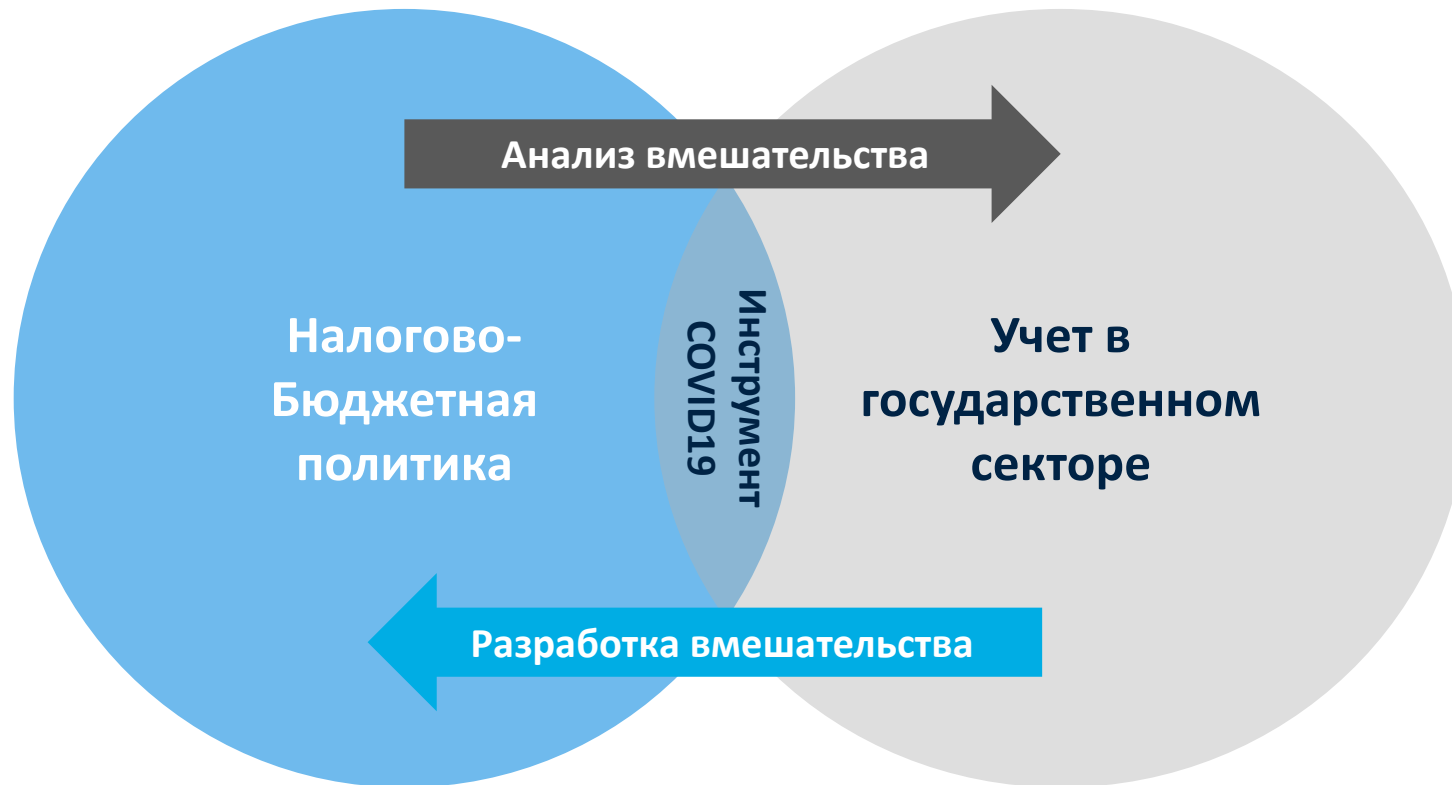 Анализ вмешательства
Налогово-
Бюджетная
политика
Инструмент
COVID19
Учет в
государственном
секторе
Разработка вмешательства